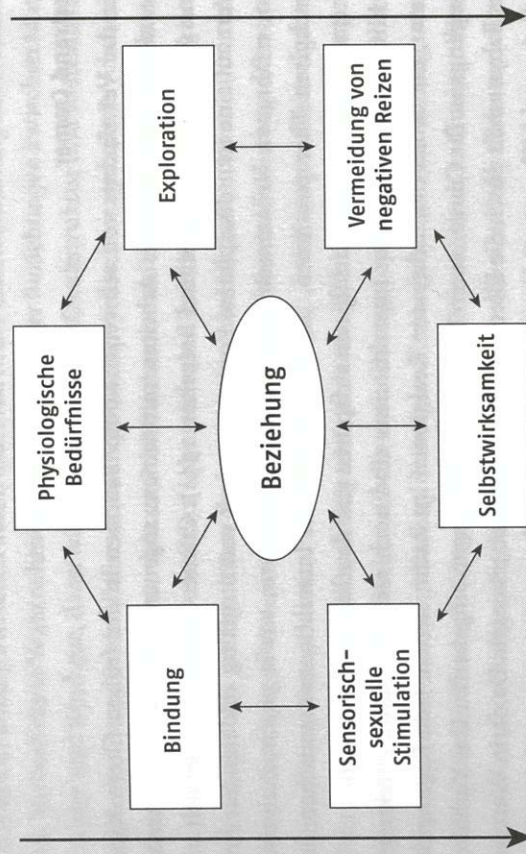 Physiologische
Bedürfnisse
Bindung
Exploration
Beziehung
Sensorisch-
sexuelle
Stimulation
Vermeidung von
negativen Reizen
Selbstwirksamkeit